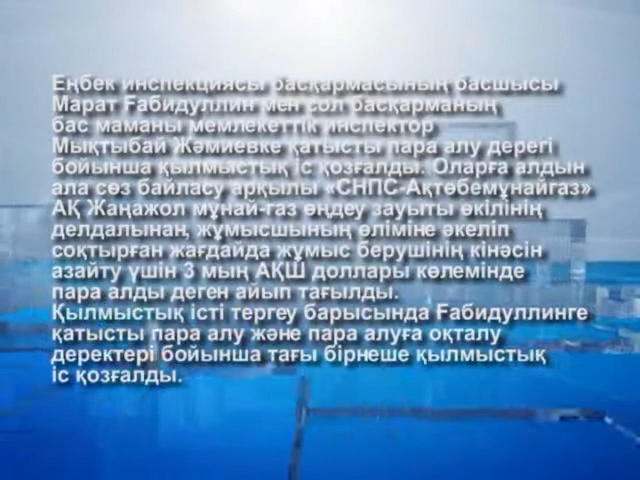 Еңбек инспекциясы басқармасының басшысы
Марат Ғабидуллин мен сол басқарманың
бас маманы мемлекеттік инспектор
Мықтыбай Жәмиевке қатысты пара алу дерегі
бойынша қылмыстық іс қозғалды. Оларға алдын
ала сөз байласу арқылы «СНПС-Ақтөбемұнайгаз»
АҚ Жаңажол мұнай-газ өңдеу зауыты өкілінің
делдалынан, жұмысшының өліміне әкеліп
соқтырған жағдайда жұмыс берушінің кінәсін
азайту үшін 3 мың АҚШ доллары көлемінде
пара алды деген айып тағылды.
Қылмыстық істі тергеу барысында Ғабидуллинге
қатысты пара алу және пара алуға оқталу
деректері бойынша тағы бірнеше қылмыстық
іс қозғалды.